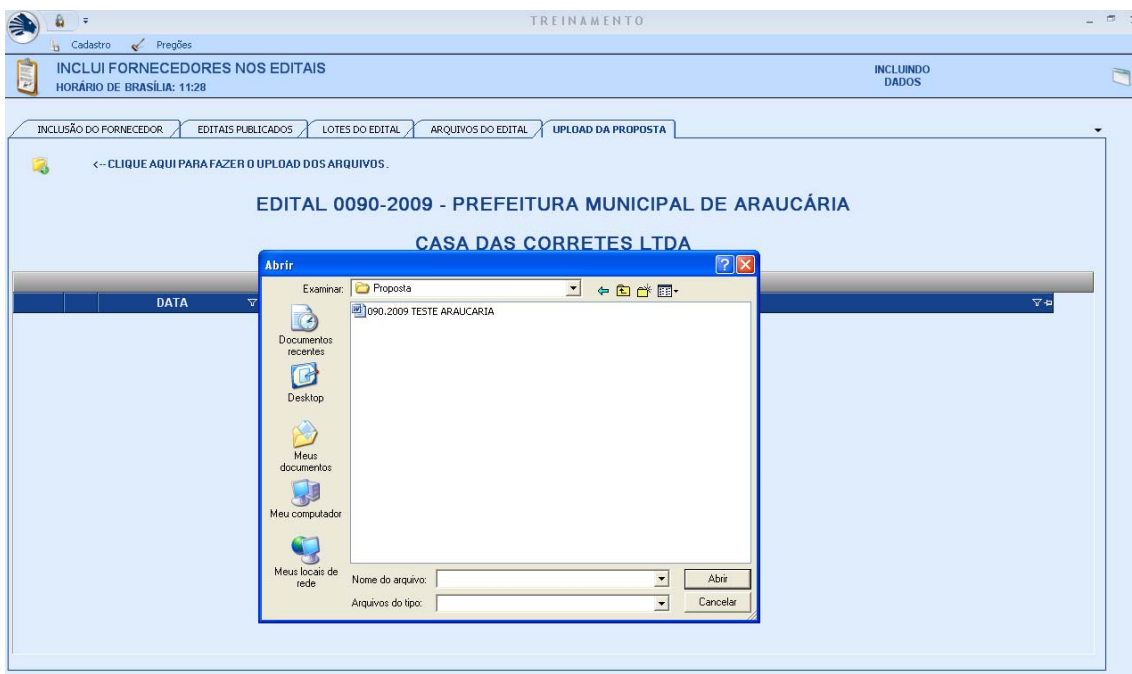 TREINAMENTO
Cadastro Pregões
INCLUI FORNECEDORES NOS EDITAIS
HORÁRIO DE BRASÍLIA: 11:28
INCLUINDO
DADOS
INCLUSÃO DO FORNECEDOR EDITAIS PUBLICADOS LOTES DO EDITAL ARQUIVOS DO EDITAL UPLOAD DA PROPOSTA
<--CLIQUE AQUI PARA FAZER O UPLOAD DOS ARQUIVOS.
EDITAL 0090-2009 - PREFEITURA MUNICIPAL DE ARAUCÁRIA
CASA DAS CORRETES LTDA
DATA
Abrir
Examinar: Proposta
090.2009 TESTE ARAUCARIA
Documentos
recentes
Desktop
Meus
documentos
Meu computador
Meus locais de
rede
Nome do arquivo: Abrir
Arquivos do tipo: Cancelar